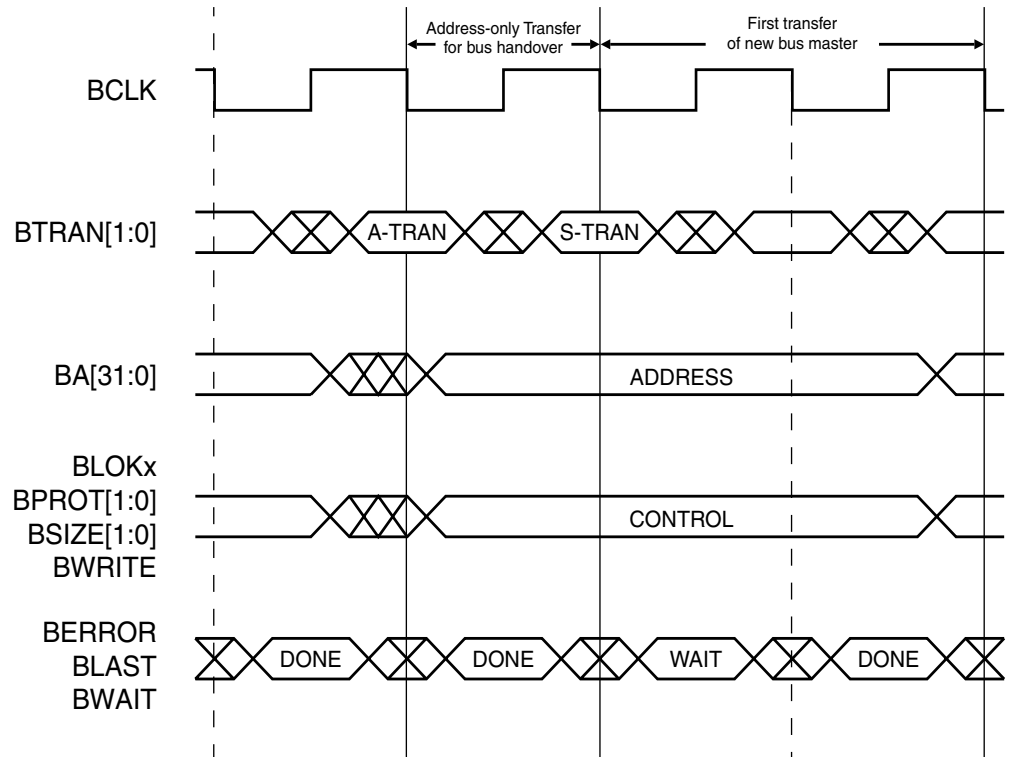 Address-only Transfer
for bus handover
First transfer
of new bus master
BCLK
BTRAN[1:0]
A-TRAN
S-TRAN
BA[31:0]
ADDRESS
BLOKx
BPROT[1:0]
BSIZE[1:0]
BWRITE
CONTROL
BERROR
BLAST
BWAIT
DONE
DONE
WAIT
DONE